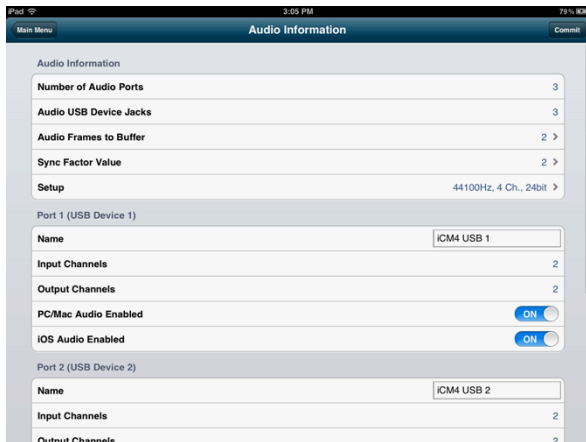 iPad 3:05 PM 79%
Main Menu Audio Information Commit
Audio Information
Number of Audio Ports 3
Audio USB Device Jacks 3
Audio Frames to Buffer 2 >
Sync Factor Value 2 >
Setup 44100Hz, 4 Ch., 24bit >
Port 1 (USB Device 1)
Name iCM4 USB 1
Input Channels 2
Output Channels 2
PC/Mac Audio Enabled ON
iOS Audio Enabled ON
Port 2 (USB Device 2)
Name iCM4 USB 2
Input Channels 2
Output Channels 2